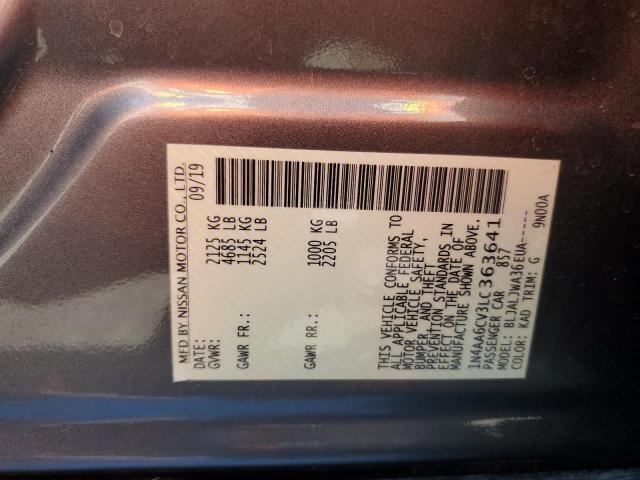 MFD BY NISSAN MOTOR CO., LTD.
DATE: 09/19
GVWR: 2125 KG
4685 LB
GAWR FR.: 1145 KG
2524 LB
GAWR RR.: 1000 KG
2205 LB
THIS VEHICLE CONFORMS TO
ALL APPLICABLE FEDERAL
MOTOR VEHICLE SAFETY,
BUMPER, AND THEFT
PREVENTION STANDARDS IN
EFFECT ON THE DATE OF
MANUFACTURE SHOWN ABOVE.
1N4AA6CV3LC363641
PASSENGER CAR 857
MODEL: BLJALJWA36EUA-----
COLOR: KAD TRIM: G 9N00A